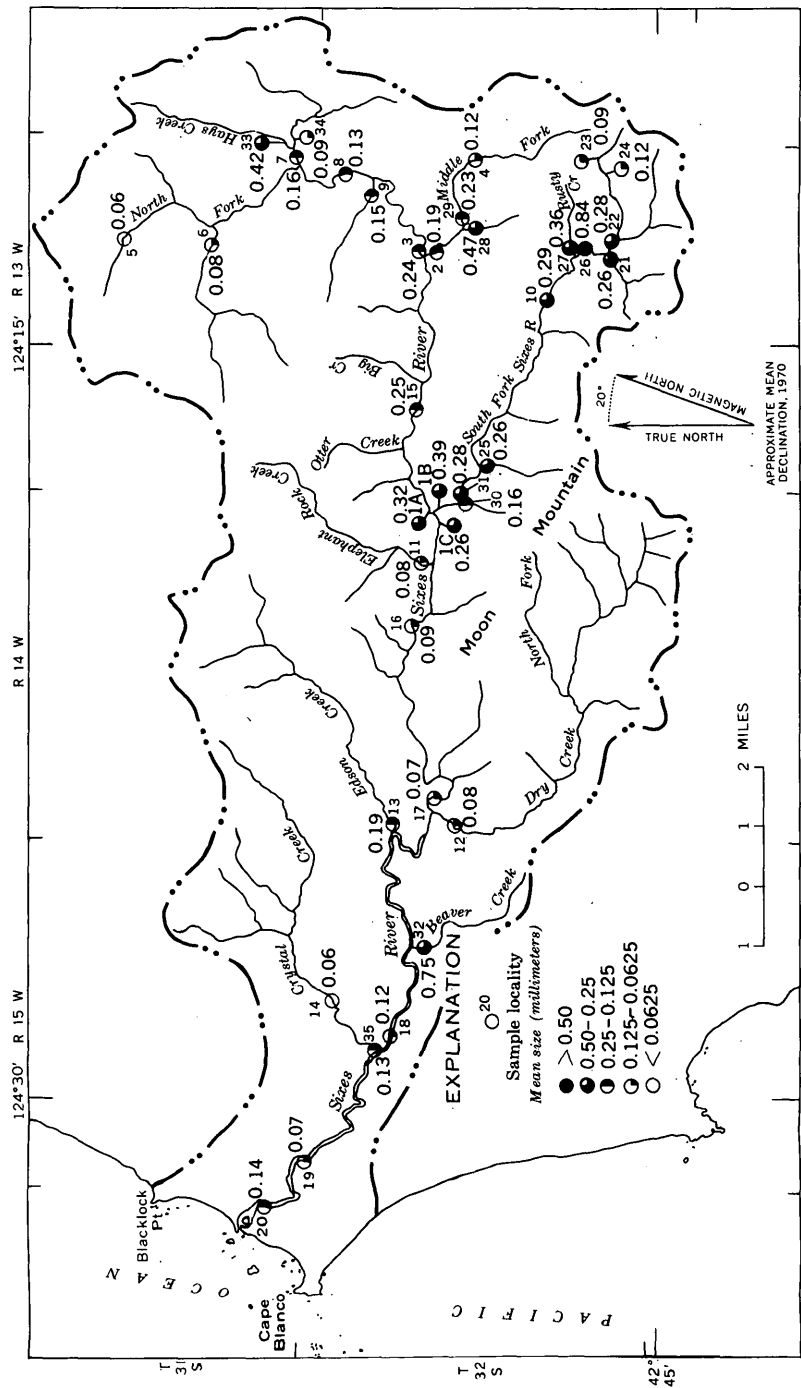 R 15 W
R 14 W
R 13 W
124°30'
124°15'
T
31
S
T
32
S
42°
45'
Blacklock
Pt
Cape
Blanco
PACIFIC
OCEAN
Sixes
River
Crystal
Creek
Edson
Creek
Beaver
Creek
Dry
Creek
North
Fork
Elephant
Rock Creek
Otter
Creek
Big
Cr
Sixes
River
South Fork Sixes R
Rusty
Cr
Middle
Fork
North
Fork
Hays Creek
Moon
Mountain
20
0.14
19
0.07
35
0.13
18
0.12
14
0.06
32
0.75
13
0.19
12
0.08
17
0.07
16
0.09
11
0.08
1A
0.32
1B
0.39
1C
0.26
30
0.16
31
0.28
25
0.26
15
0.25
10
0.29
27
0.36
26
0.84
21
0.26
22
0.28
24
0.12
23
0.09
4
0.12
29
0.23
28
0.47
2
0.19
3
0.24
9
0.15
8
0.13
34
0.09
7
0.16
33
0.42
6
0.08
5
0.06
EXPLANATION
20
Sample locality
Mean size (millimeters)
>0.50
0.50-0.25
0.25-0.125
0.125-0.0625
<0.0625
1 0 1 2 MILES
TRUE NORTH
MAGNETIC NORTH
20°
APPROXIMATE MEAN
DECLINATION, 1970